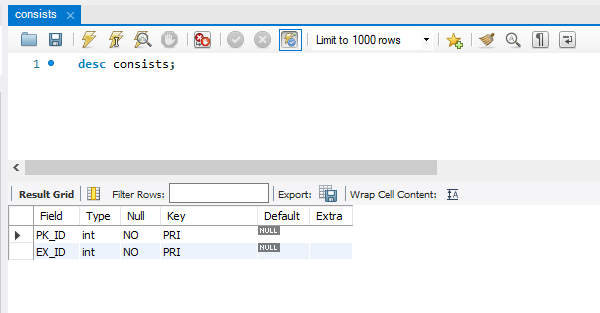 consists
Limit to 1000 rows
1 desc consists;
Result Grid Filter Rows: Export: Wrap Cell Content:
Field Type Null Key Default Extra
PK_ID int NO PRI NULL
EX_ID int NO PRI NULL